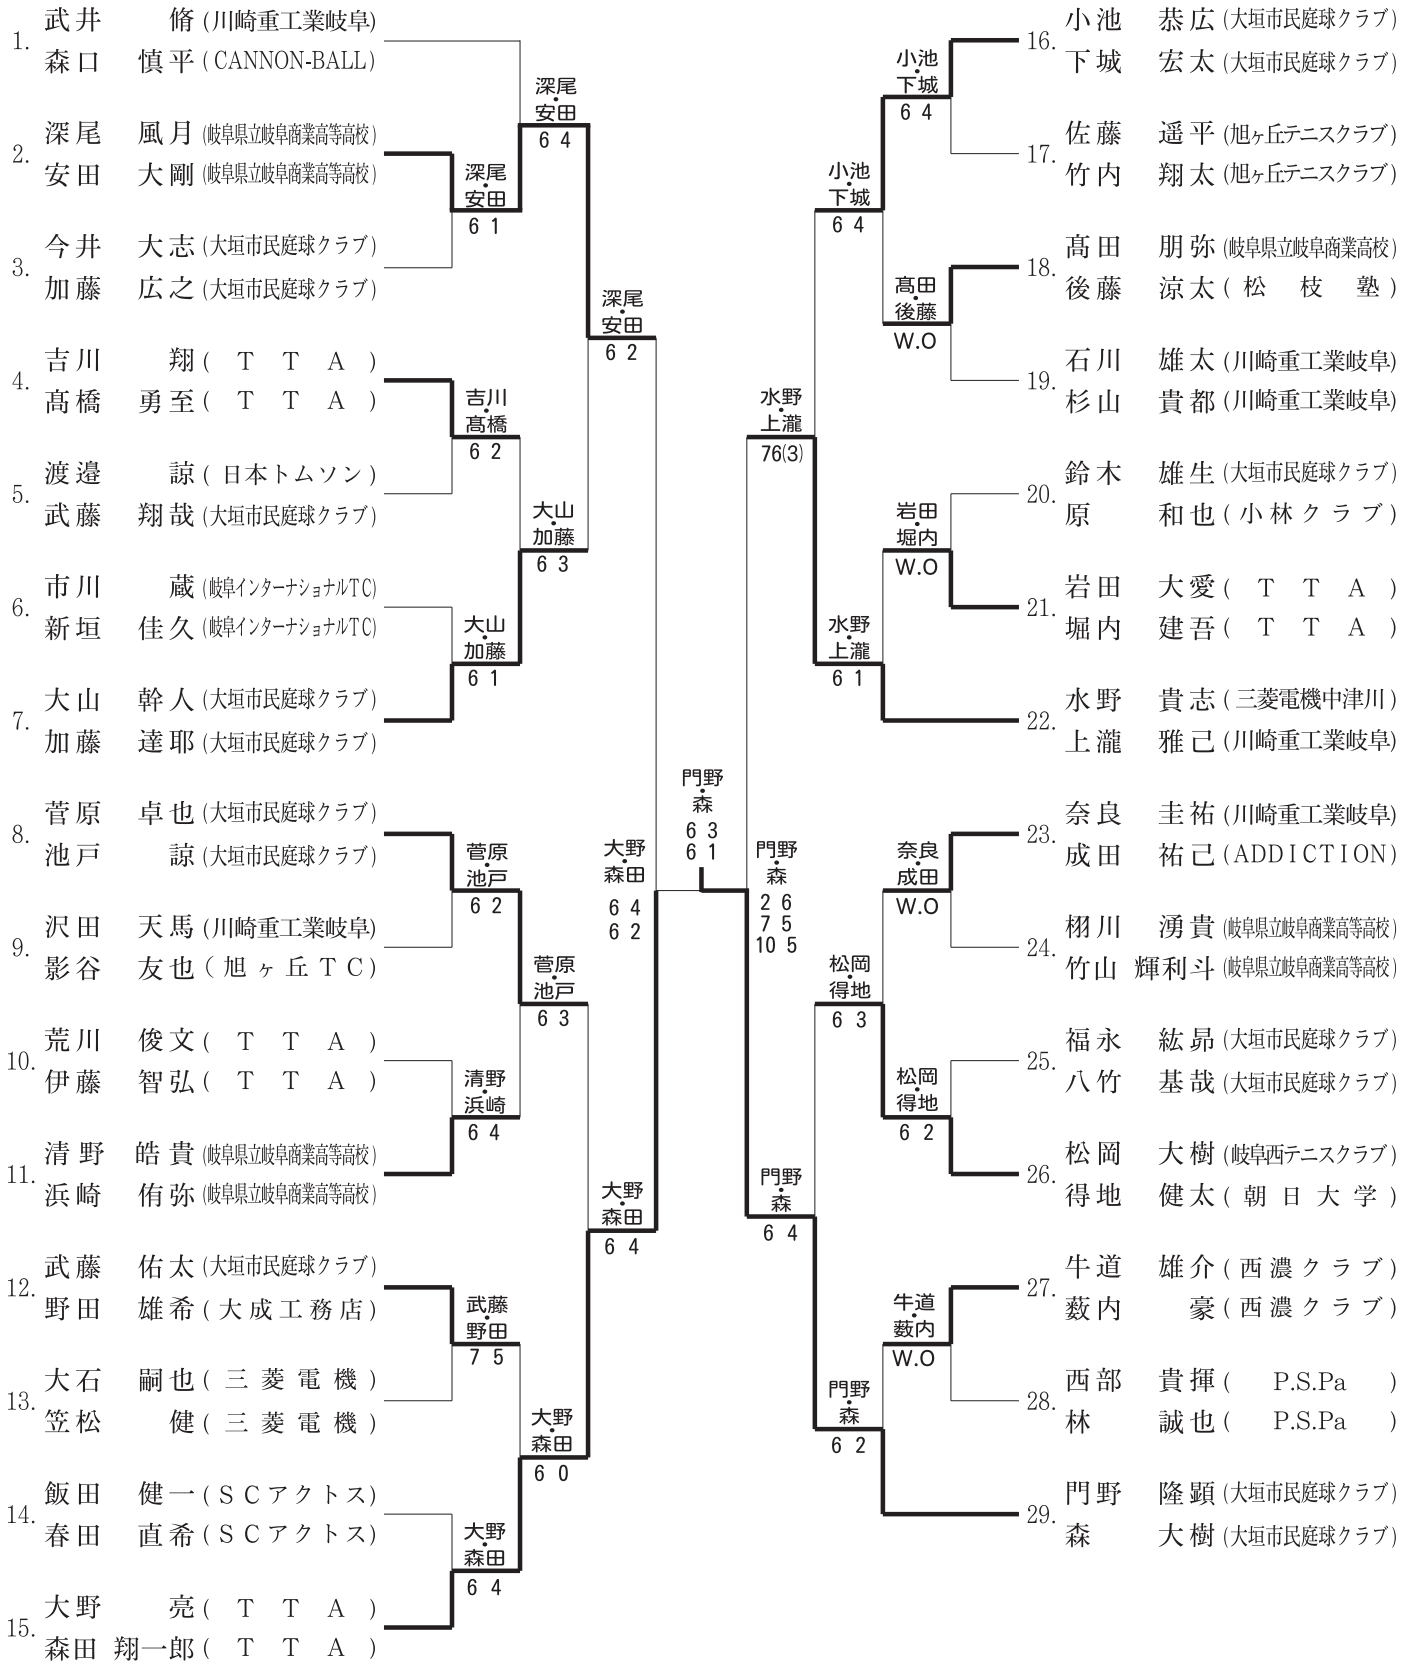 1.
武井 脩 (川崎重工業岐阜)
森口 慎平 (CANNON-BALL)
2.
深尾 風月 (岐阜県立岐阜商業高等高校)
安田 大剛 (岐阜県立岐阜商業高等高校)
3.
今井 大志 (大垣市民庭球クラブ)
加藤 広之 (大垣市民庭球クラブ)
4.
吉川 翔 (TTA)
髙橋 勇至 (TTA)
5.
渡邉 諒 (日本トムソン)
武藤 翔哉 (大垣市民庭球クラブ)
6.
市川 蔵 (岐阜インターナショナルTC)
新垣 佳久 (岐阜インターナショナルTC)
7.
大山 幹人 (大垣市民庭球クラブ)
加藤 達耶 (大垣市民庭球クラブ)
8.
菅原 卓也 (大垣市民庭球クラブ)
池戸 諒 (大垣市民庭球クラブ)
9.
沢田 天馬 (川崎重工業岐阜)
影谷 友也 (旭ヶ丘TC)
10.
荒川 俊文 (TTA)
伊藤 智弘 (TTA)
11.
清野 皓貴 (岐阜県立岐阜商業高等高校)
浜崎 侑弥 (岐阜県立岐阜商業高等高校)
12.
武藤 佑太 (大垣市民庭球クラブ)
野田 雄希 (大成工務店)
13.
大石 嗣也 (三菱電機)
笠松 健 (三菱電機)
14.
飯田 健一 (SCアクトス)
春田 直希 (SCアクトス)
15.
大野 亮 (TTA)
森田 翔一郎 (TTA)
深尾・
安田
6 1
吉川・
髙橋
6 2
大山・
加藤
6 1
菅原・
池戸
6 2
清野・
浜崎
6 4
武藤・
野田
7 5
大野・
森田
6 4
深尾・
安田
6 4
大山・
加藤
6 3
菅原・
池戸
6 3
大野・
森田
6 0
深尾・
安田
6 2
大野・
森田
6 4
大野・
森田
6 4
6 2
門野・
森
6 3
6 1
門野・
森
2 6
7 5
10 5
水野・
上瀧
76(3)
門野・
森
6 4
小池・
下城
6 4
水野・
上瀧
6 1
松岡・
得地
6 3
門野・
森
6 2
小池・
下城
6 4
髙田・
後藤
W.O
岩田・
堀内
W.O
奈良・
成田
W.O
松岡・
得地
6 2
牛道・
薮内
W.O
16.
小池 恭広 (大垣市民庭球クラブ)
下城 宏太 (大垣市民庭球クラブ)
17.
佐藤 遥平 (旭ヶ丘テニスクラブ)
竹内 翔太 (旭ヶ丘テニスクラブ)
18.
髙田 朋弥 (岐阜県立岐阜商業高校)
後藤 涼太 (松枝塾)
19.
石川 雄太 (川崎重工業岐阜)
杉山 貴都 (川崎重工業岐阜)
20.
鈴木 雄生 (大垣市民庭球クラブ)
原 和也 (小林クラブ)
21.
岩田 大愛 (TTA)
堀内 建吾 (TTA)
22.
水野 貴志 (三菱電機中津川)
上瀧 雅己 (川崎重工業岐阜)
23.
奈良 圭祐 (川崎重工業岐阜)
成田 祐己 (ADDICTION)
24.
栩川 湧貴 (岐阜県立岐阜商業高等高校)
竹山 輝利斗 (岐阜県立岐阜商業高等高校)
25.
福永 紘昴 (大垣市民庭球クラブ)
八竹 基哉 (大垣市民庭球クラブ)
26.
松岡 大樹 (岐阜西テニスクラブ)
得地 健太 (朝日大学)
27.
牛道 雄介 (西濃クラブ)
薮内 豪 (西濃クラブ)
28.
西部 貴揮 (P.S.Pa)
林 誠也 (P.S.Pa)
29.
門野 隆顕 (大垣市民庭球クラブ)
森 大樹 (大垣市民庭球クラブ)